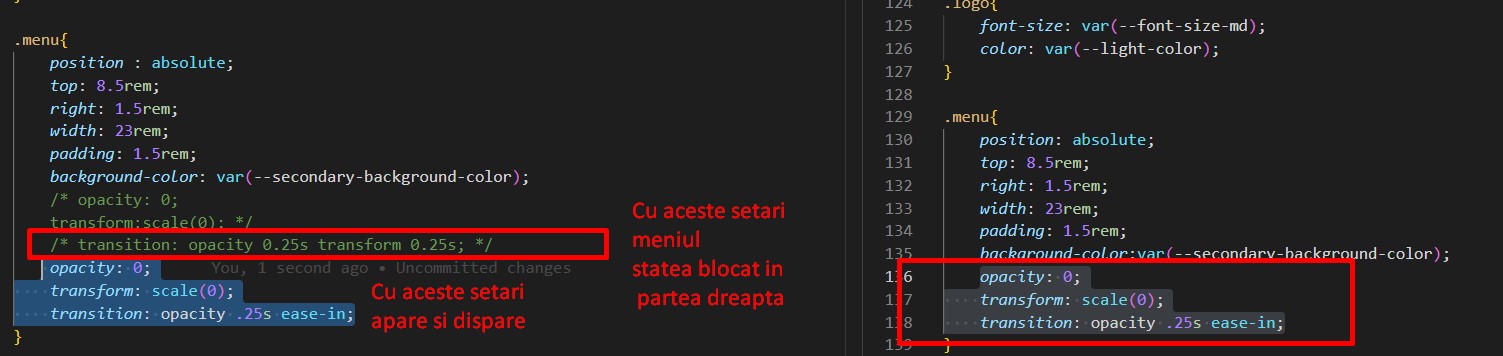 }
.menu{
position : absolute;
top: 8.5rem;
right: 1.5rem;
width: 23rem;
padding: 1.5rem;
background-color: var(--secondary-background-color);
/* opacity: 0;
transform:scale(0); */
/* transition: opacity 0.25s transform 0.25s; */
opacity: 0; You, 1 second ago • Uncommitted changes
transform: scale(0);
transition: opacity .25s ease-in;
}
Cu aceste setari
apare si dispare
Cu aceste setari
meniul
statea blocat in
partea dreapta
124 .logo{
125 font-size: var(--font-size-md);
126 color: var(--light-color);
127 }
128
129 .menu{
130 position: absolute;
131 top: 8.5rem;
132 right: 1.5rem;
133 width: 23rem;
134 padding: 1.5rem;
135 background-color:var(--secondary-background-color);
136 opacity: 0;
137 transform: scale(0);
138 transition: opacity .25s ease-in;
139 }